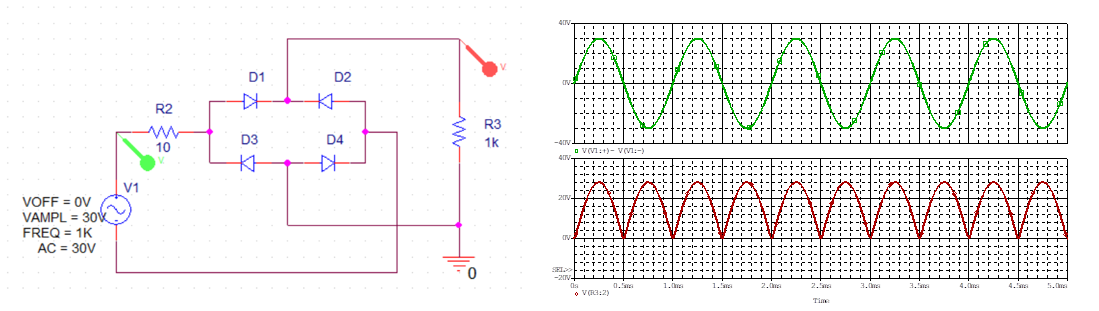 D1
D2
R2
10
D3
D4
R3
1k
V
V
V1
VOFF = 0V
VAMPL = 30V
FREQ = 1K
AC = 30V
0
40V
0V
-40V
V(V1:+)- V(V1:-)
40V
20V
0V
SEL>>
-20V
0s 0.5ms 1.0ms 1.5ms 2.0ms 2.5ms 3.0ms 3.5ms 4.0ms 4.5ms 5.0ms
V(R3:2)
Time